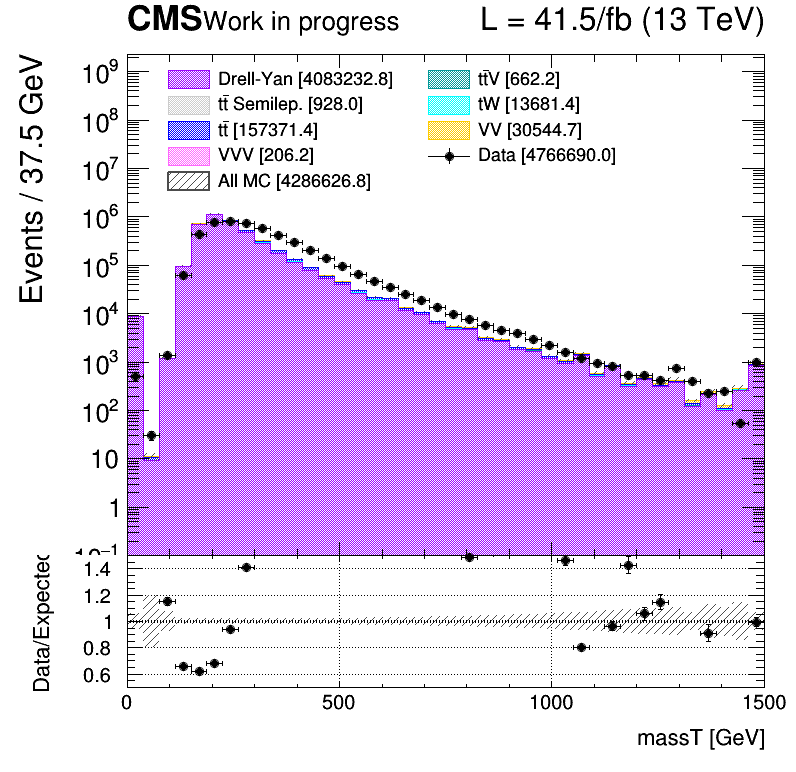 CMS Work in progress L = 41.5/fb (13 TeV)
Events / 37.5 GeV
10⁹
10⁸
10⁷
10⁶
10⁵
10⁴
10³
10²
10
1
10⁻¹
Drell-Yan [4083232.8]
tt̄ Semilep. [928.0]
tt̄ [157371.4]
VVV [206.2]
All MC [4286626.8]
tt̄V [662.2]
tW [13681.4]
VV [30544.7]
Data [4766690.0]
Data/Expected
1.4
1.2
1
0.8
0.6
0 500 1000 1500
massT [GeV]